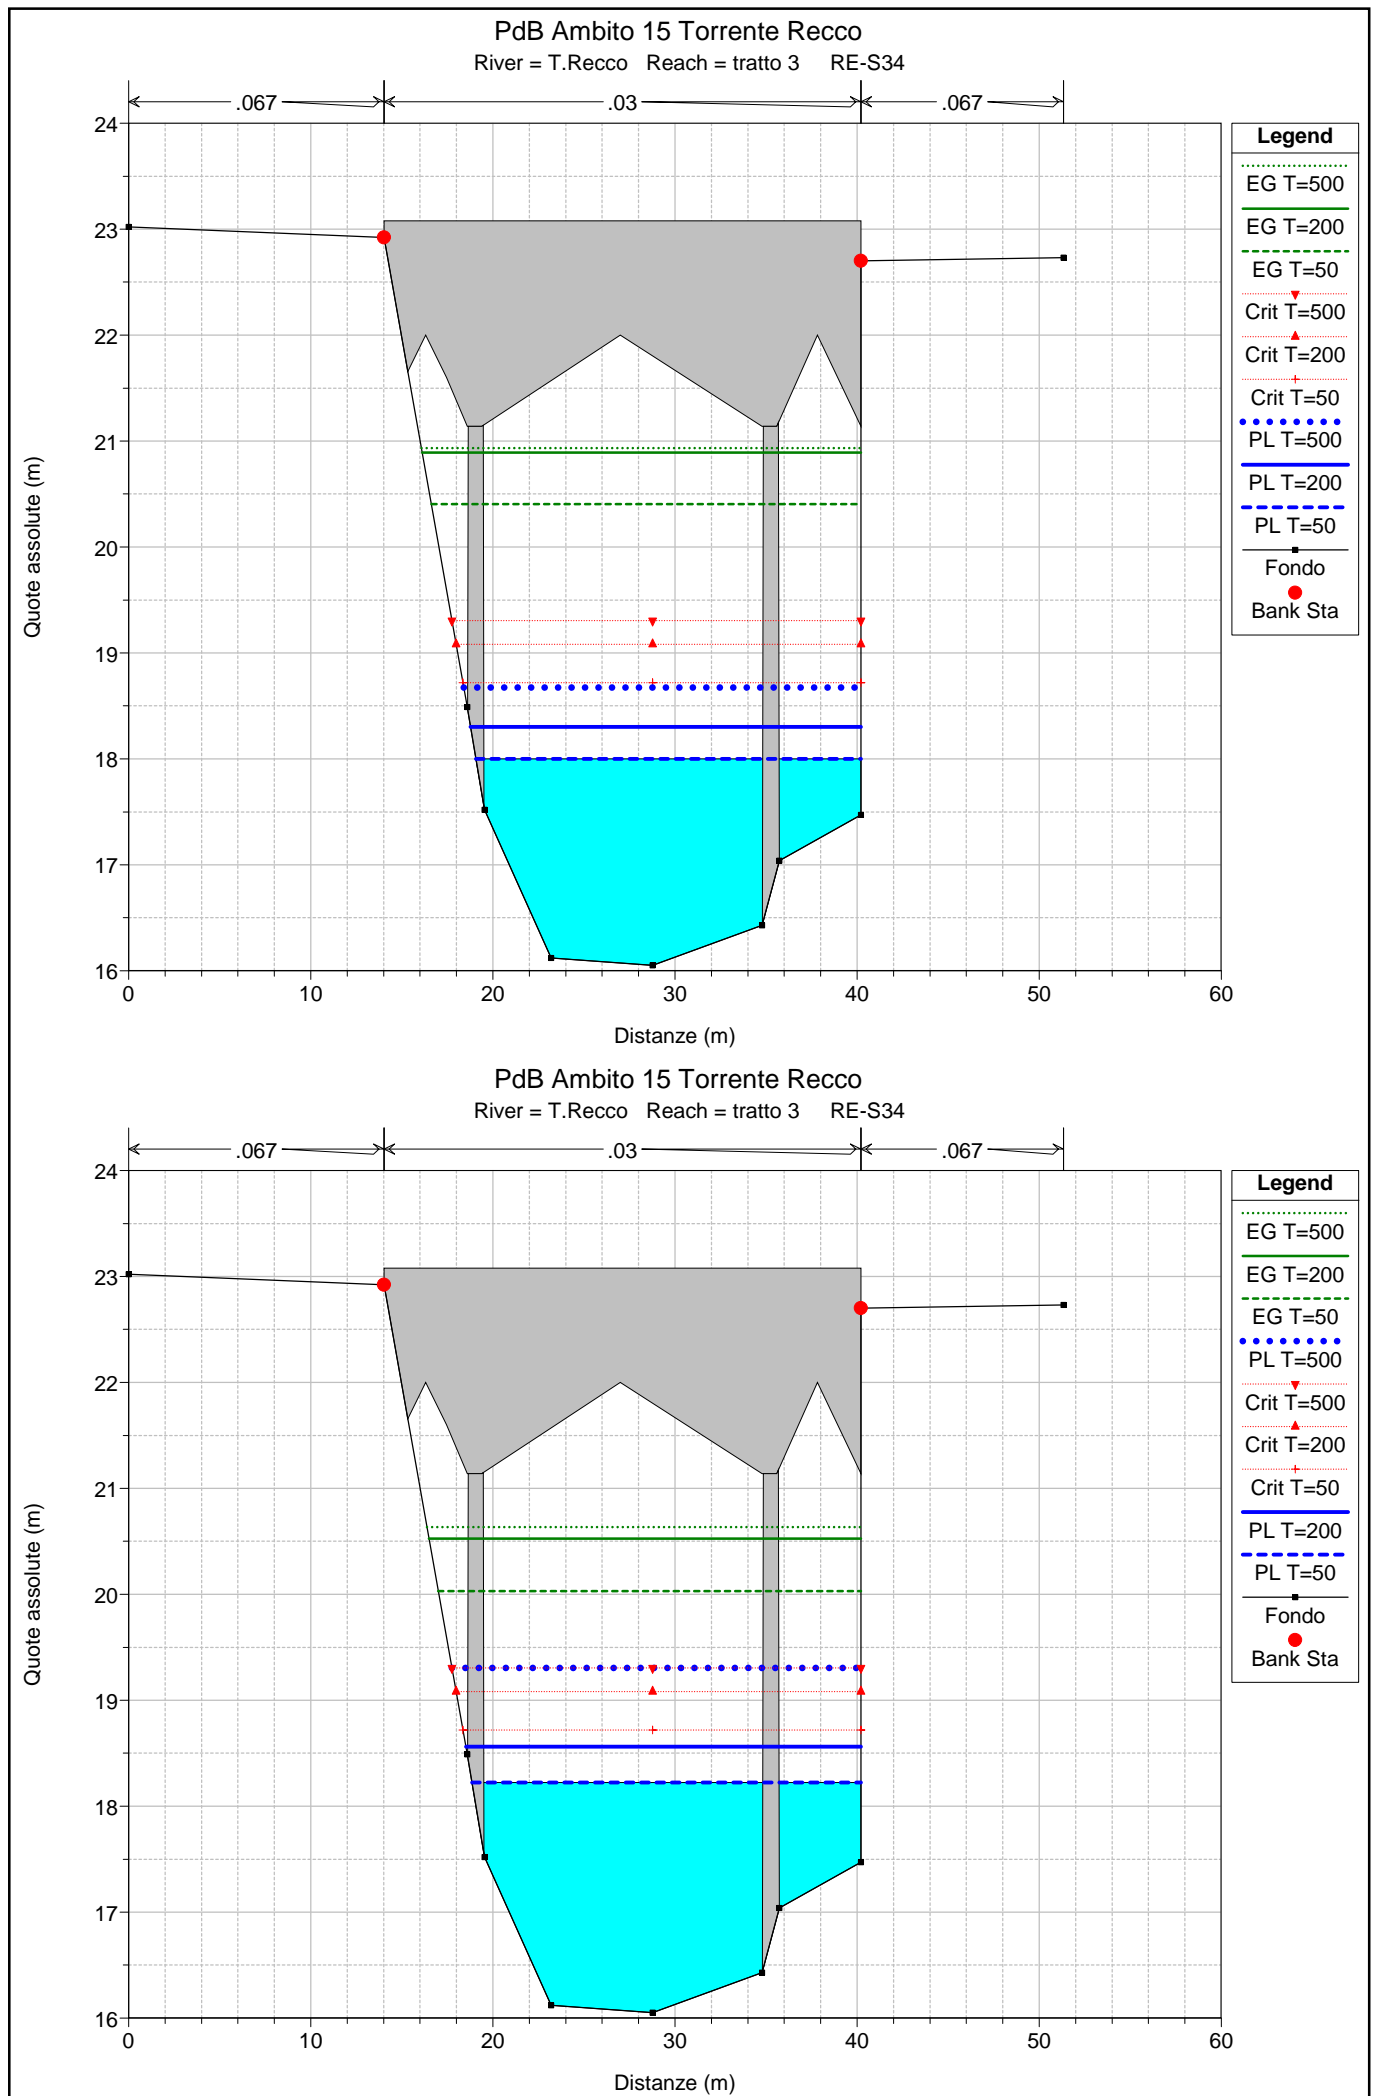 PdB Ambito 15 Torrente Recco
River = T.Recco   Reach = tratto 3     RE-S34
.067 .03 .067
24
23
22
21
20
19
18
17
16
0 10 20 30 40 50 60
Quote assolute (m)
Distanze (m)
Legend
EG T=500
EG T=200
EG T=50
Crit T=500
Crit T=200
Crit T=50
PL T=500
PL T=200
PL T=50
Fondo
Bank Sta
PdB Ambito 15 Torrente Recco
River = T.Recco   Reach = tratto 3     RE-S34
.067 .03 .067
24
23
22
21
20
19
18
17
16
0 10 20 30 40 50 60
Quote assolute (m)
Distanze (m)
Legend
EG T=500
EG T=200
EG T=50
PL T=500
Crit T=500
Crit T=200
Crit T=50
PL T=200
PL T=50
Fondo
Bank Sta